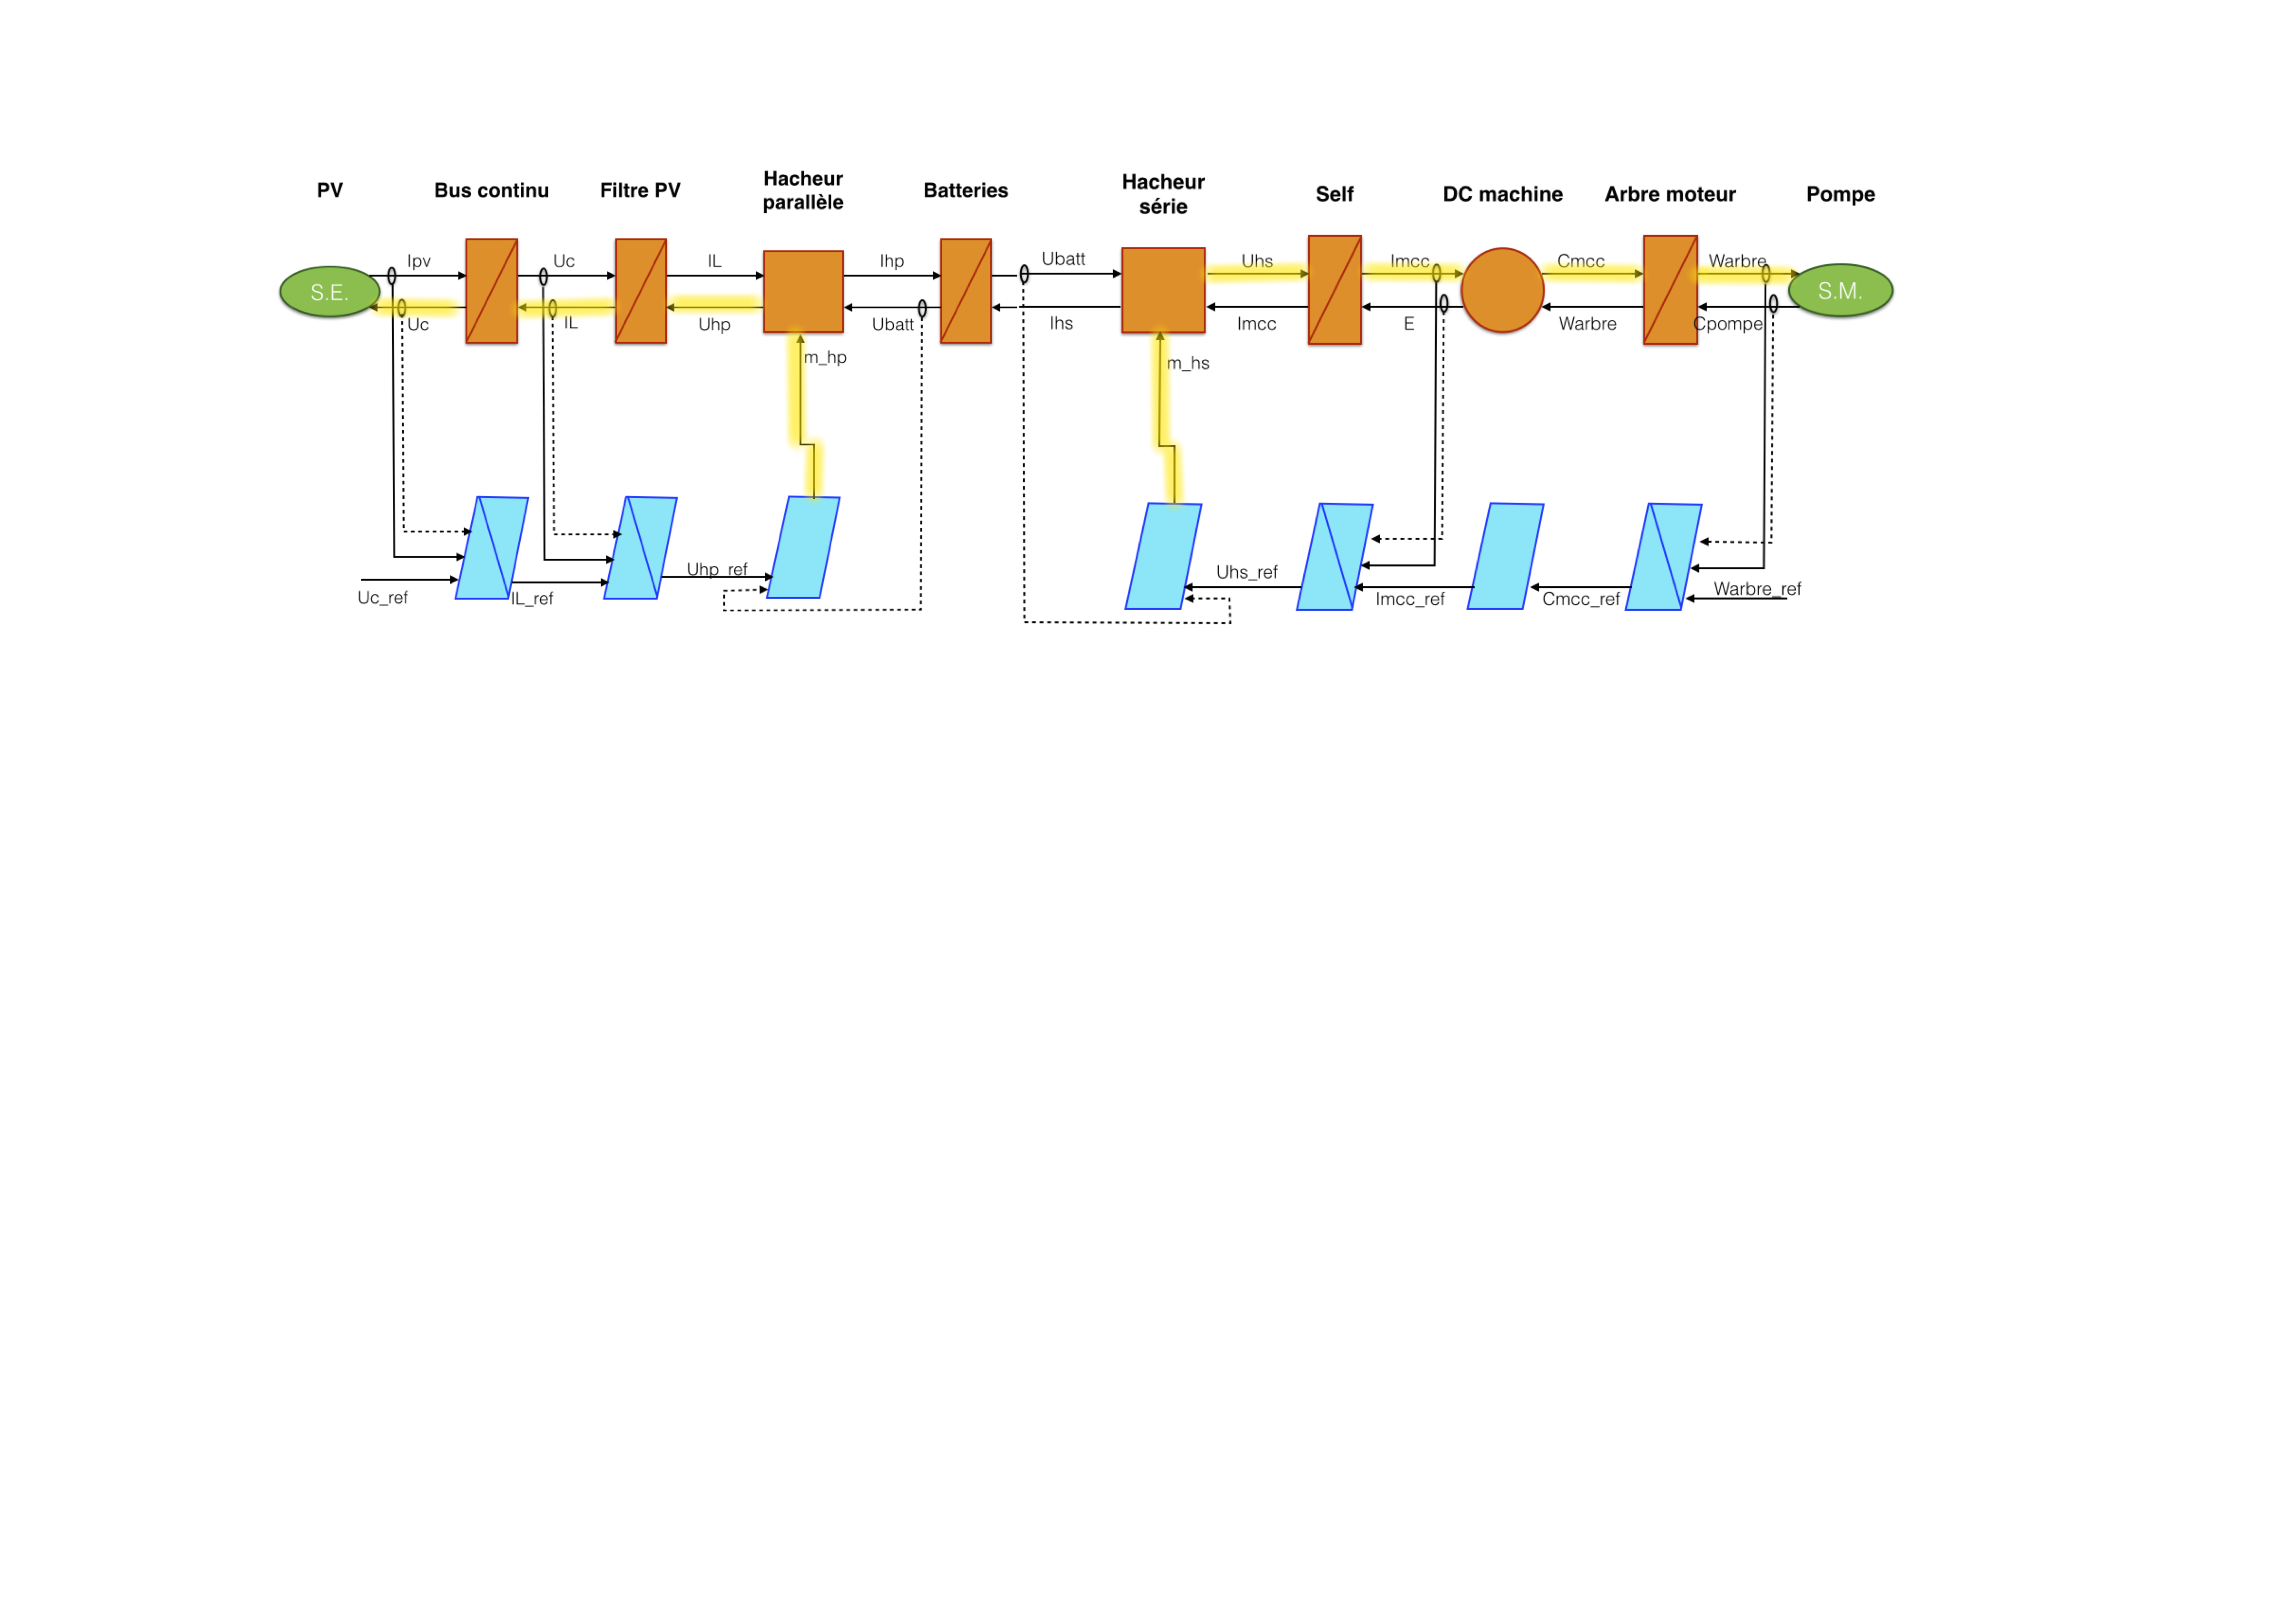 PV
Bus continu
Filtre PV
Hacheur
parallèle
Batteries
Hacheur
série
Self
DC machine
Arbre moteur
Pompe
S.E.
Ipv
Uc
IL
Ihp
Ubatt
Uhs
Imcc
Cmcc
Warbre
S.M.
Uc
IL
Uhp
Ubatt
Ihs
Imcc
E
Warbre
Cpompe
m_hp
m_hs
Uc_ref
IL_ref
Uhp_ref
Uhs_ref
Imcc_ref
Cmcc_ref
Warbre_ref